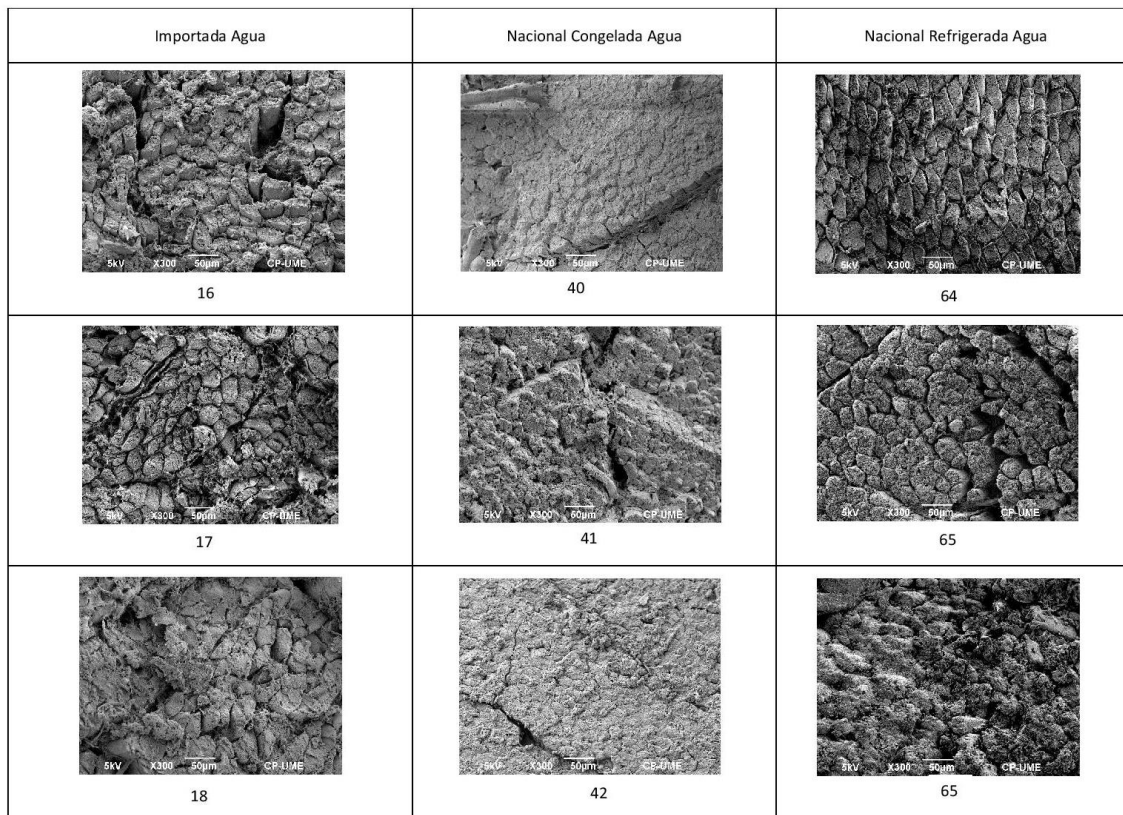 Importada Agua
Nacional Congelada Agua
Nacional Refrigerada Agua
5kV X300 50µm CP-UME
5kV X300 50µm CP-UME
5kV X300 50µm CP-UME
16
40
64
5kV X300 50µm CP-UME
5kV X300 50µm CP-UME
5kV X300 50µm CP-UME
17
41
65
5kV X300 50µm CP-UME
5kV X300 50µm CP-UME
5kV X300 50µm CP-UME
18
42
65